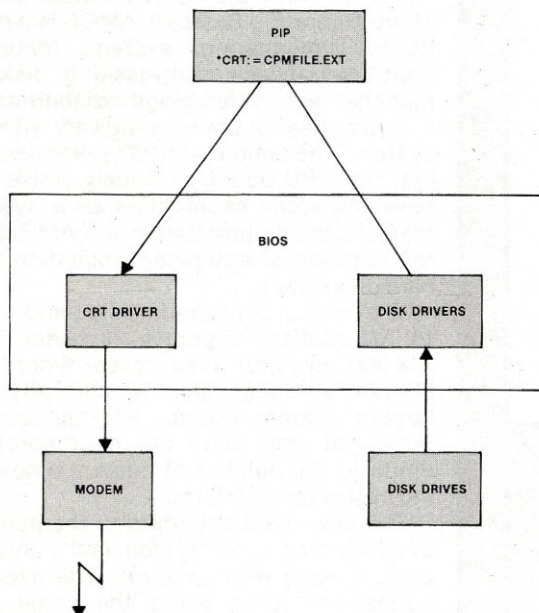 PIP
*CRT: = CPMFILE.EXT
BIOS
CRT DRIVER
DISK DRIVERS
MODEM
DISK DRIVES